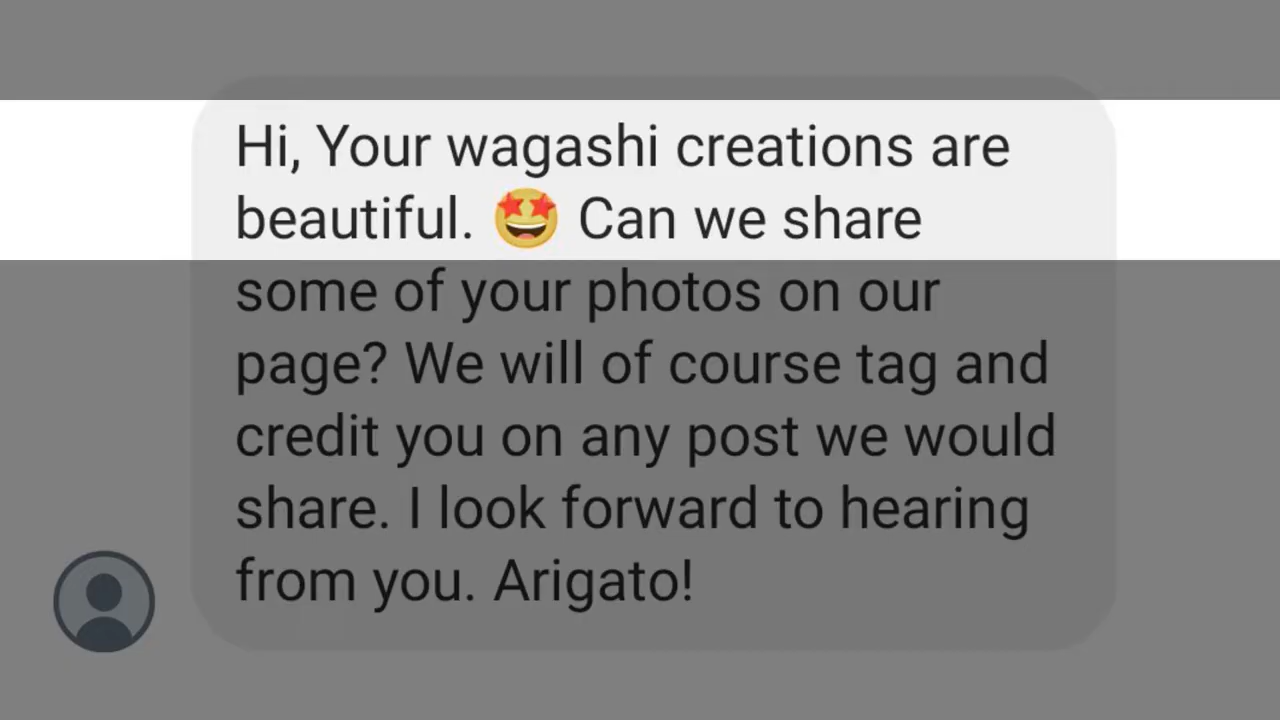 Hi, Your wagashi creations are
beautiful. 🤩 Can we share
some of your photos on our
page? We will of course tag and
credit you on any post we would
share. I look forward to hearing
from you. Arigato!